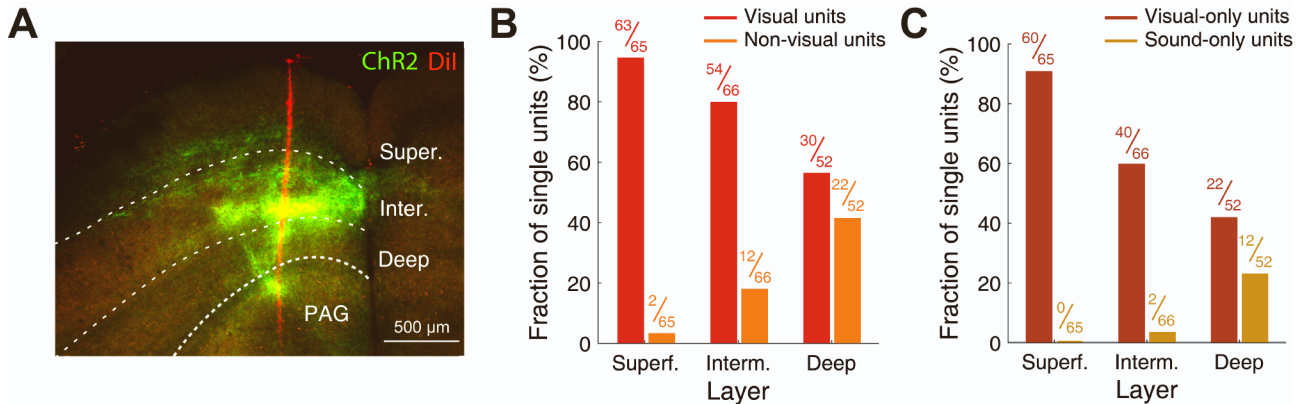 A
ChR2 DiI
Super.
Inter.
Deep
PAG
500 µm
B
Visual units
Non-visual units
Fraction of single units (%)
100
80
60
40
20
0
63/65
2/65
54/66
12/66
30/52
22/52
Superf.
Interm.
Deep
Layer
C
Visual-only units
Sound-only units
Fraction of single units (%)
100
80
60
40
20
0
60/65
0/65
40/66
2/66
22/52
12/52
Superf.
Interm.
Deep
Layer